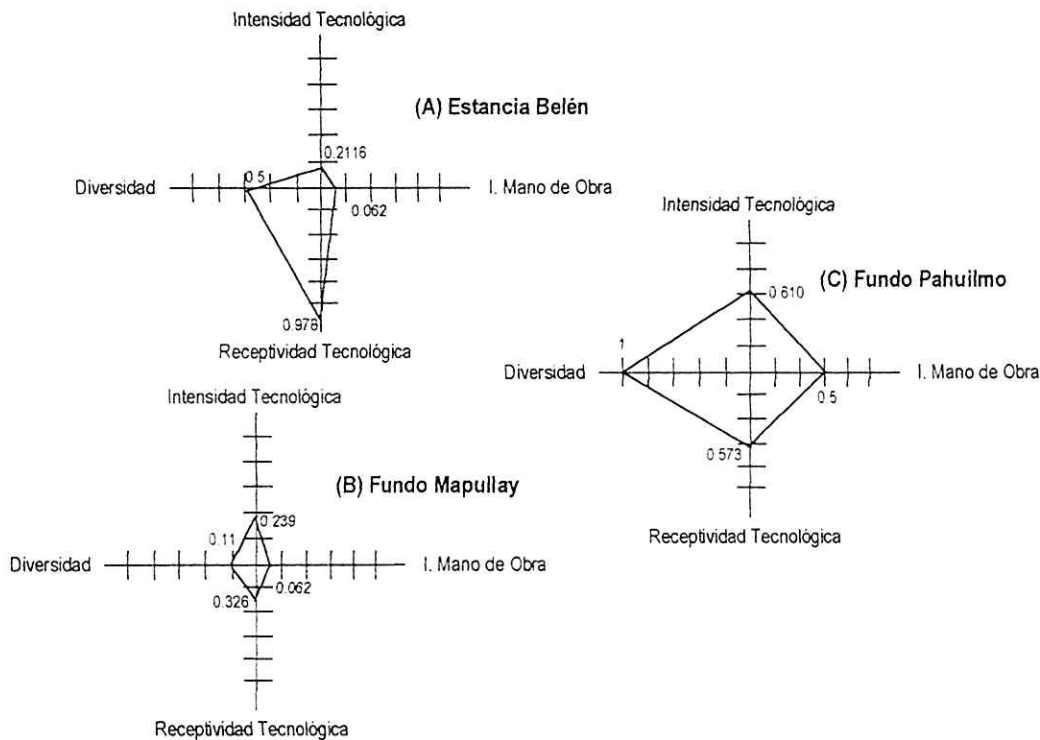 Intensidad Tecnológica
(A) Estancia Belén
0.2116
0.5
Diversidad
I. Mano de Obra
0.062
0.978
Receptividad Tecnológica
Intensidad Tecnológica
(B) Fundo Mapullay
0.239
0.11
Diversidad
I. Mano de Obra
0.062
0.326
Receptividad Tecnológica
Intensidad Tecnológica
(C) Fundo Pahuilmo
0.610
1
Diversidad
I. Mano de Obra
0.5
0.573
Receptividad Tecnológica